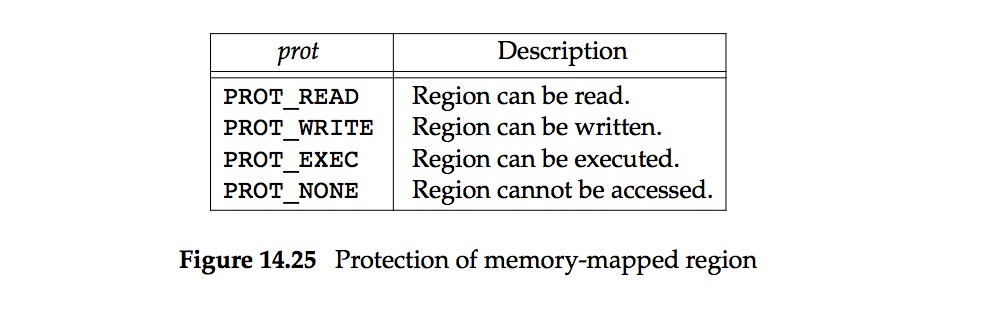 prot Description
PROT_READ Region can be read.
PROT_WRITE Region can be written.
PROT_EXEC Region can be executed.
PROT_NONE Region cannot be accessed.
Figure 14.25 Protection of memory-mapped region